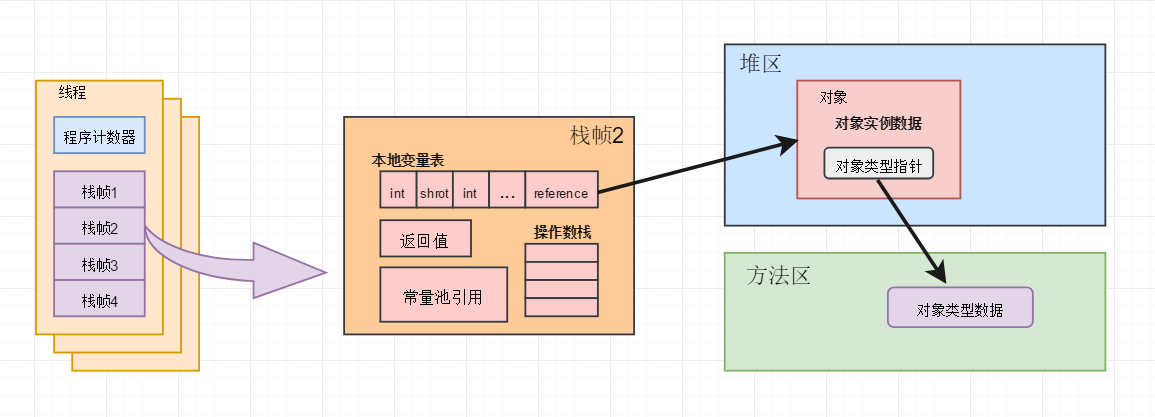 线程
程序计数器
栈帧1
栈帧2
栈帧3
栈帧4
栈帧2
本地变量表
int
shrot
int
...
reference
返回值
操作数栈
常量池引用
堆区
对象
对象实例数据
对象类型指针
方法区
对象类型数据